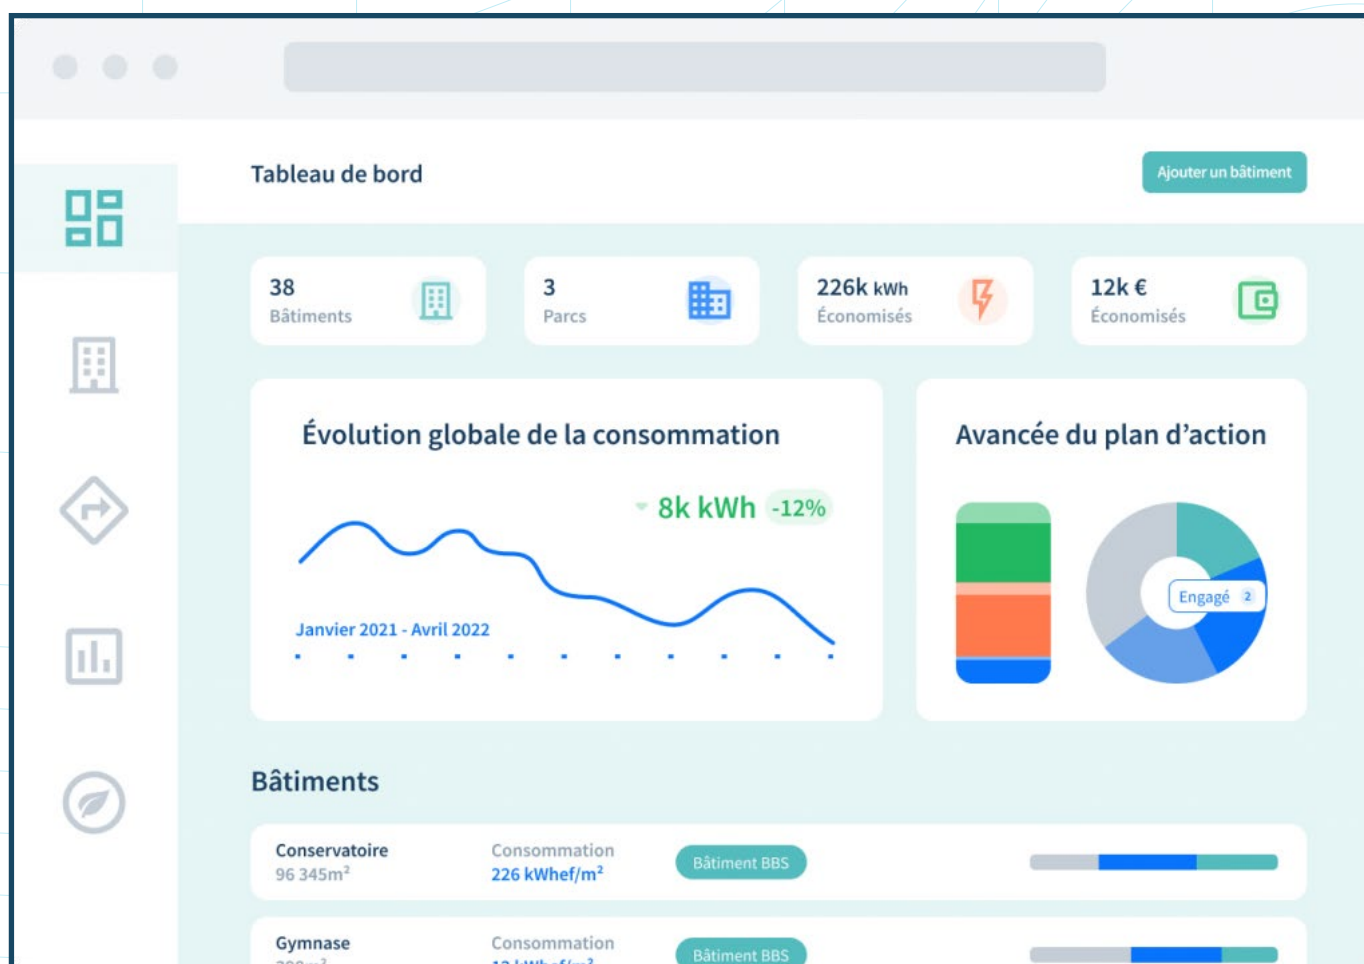 Tableau de bord
Ajouter un bâtiment
38
Bâtiments
3
Parcs
226k kWh
Économisés
12k €
Économisés
Évolution globale de la consommation
8k kWh -12%
Janvier 2021 - Avril 2022
Avancée du plan d’action
Engagé 2
Bâtiments
Conservatoire
96 345m²
Consommation
226 kWhef/m²
Bâtiment BBS
Gymnase
Consommation
Bâtiment BBS